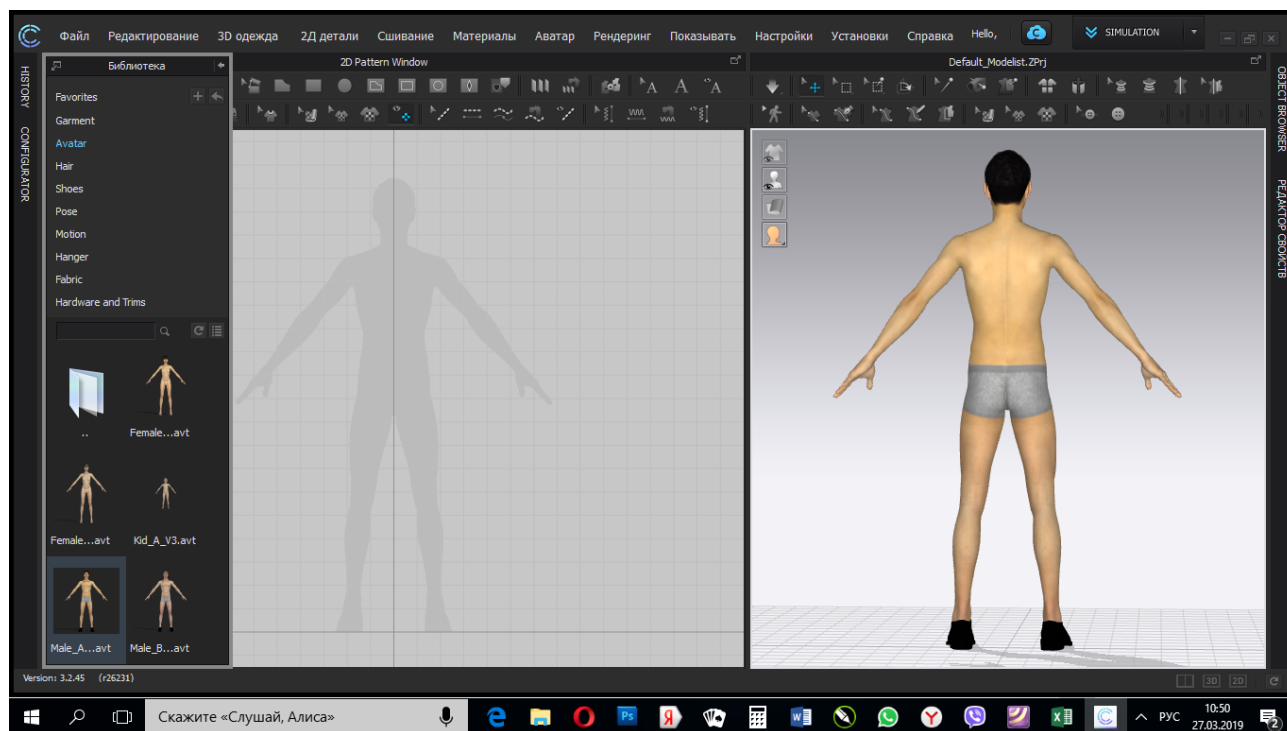 Файл Редактирование 3D одежда 2Д детали Сшивание Материалы Аватар Рендеринг Показывать Настройки Установки Справка Hello, SIMULATION
HISTORY
CONFIGURATOR
Библиотека
Favorites
Garment
Avatar
Hair
Shoes
Pose
Motion
Hanger
Fabric
Hardware and Trims
..
Female...avt
Female...avt
Kid_A_V3.avt
Male_A...avt
Male_B...avt
2D Pattern Window
Default_Modelist.ZPrj
OBJECT BROWSER
РЕДАКТОР СВОЙСТВ
Version: 3.2.45 (r26231)
3D 2D
Скажите «Слушай, Алиса»
Ps
РУС
10:50
27.03.2019
2